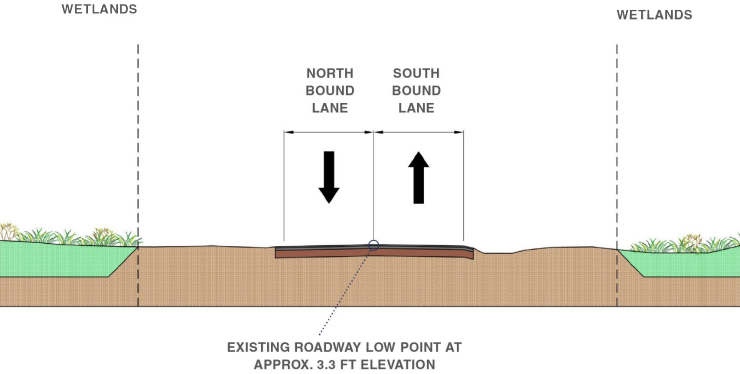 WETLANDS
WETLANDS
NORTH
BOUND
LANE
SOUTH
BOUND
LANE
EXISTING ROADWAY LOW POINT AT
APPROX. 3.3 FT ELEVATION